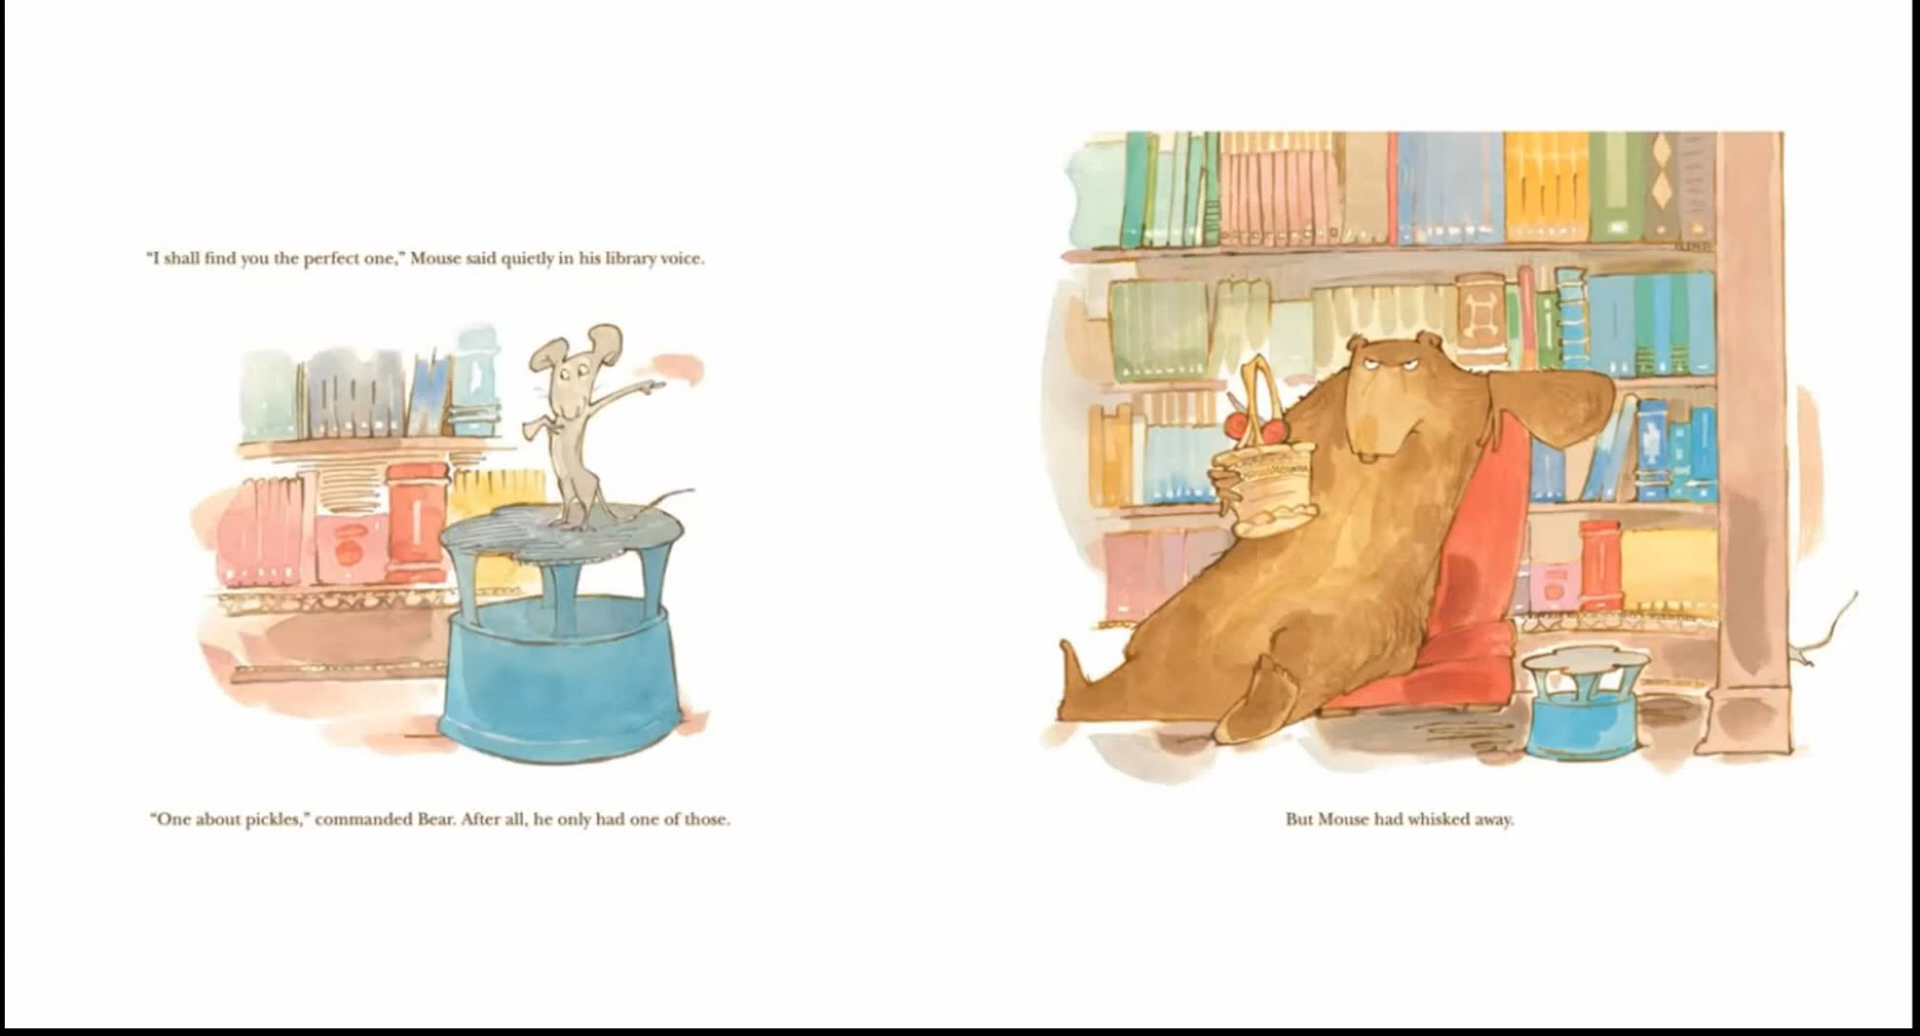 “I shall find you the perfect one,” Mouse said quietly in his library voice.
“One about pickles,” commanded Bear. After all, he only had one of those.
But Mouse had whisked away.